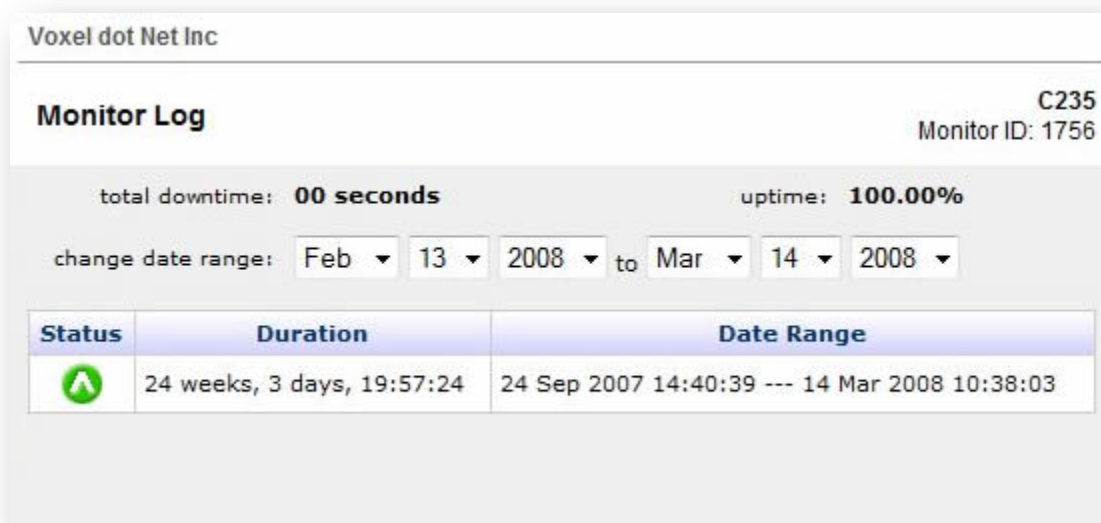 Voxel dot Net Inc
Monitor Log
C235
Monitor ID: 1756
total downtime: 00 seconds uptime: 100.00%
change date range: Feb 13 2008 to Mar 14 2008
Status Duration Date Range
24 weeks, 3 days, 19:57:24 24 Sep 2007 14:40:39 --- 14 Mar 2008 10:38:03